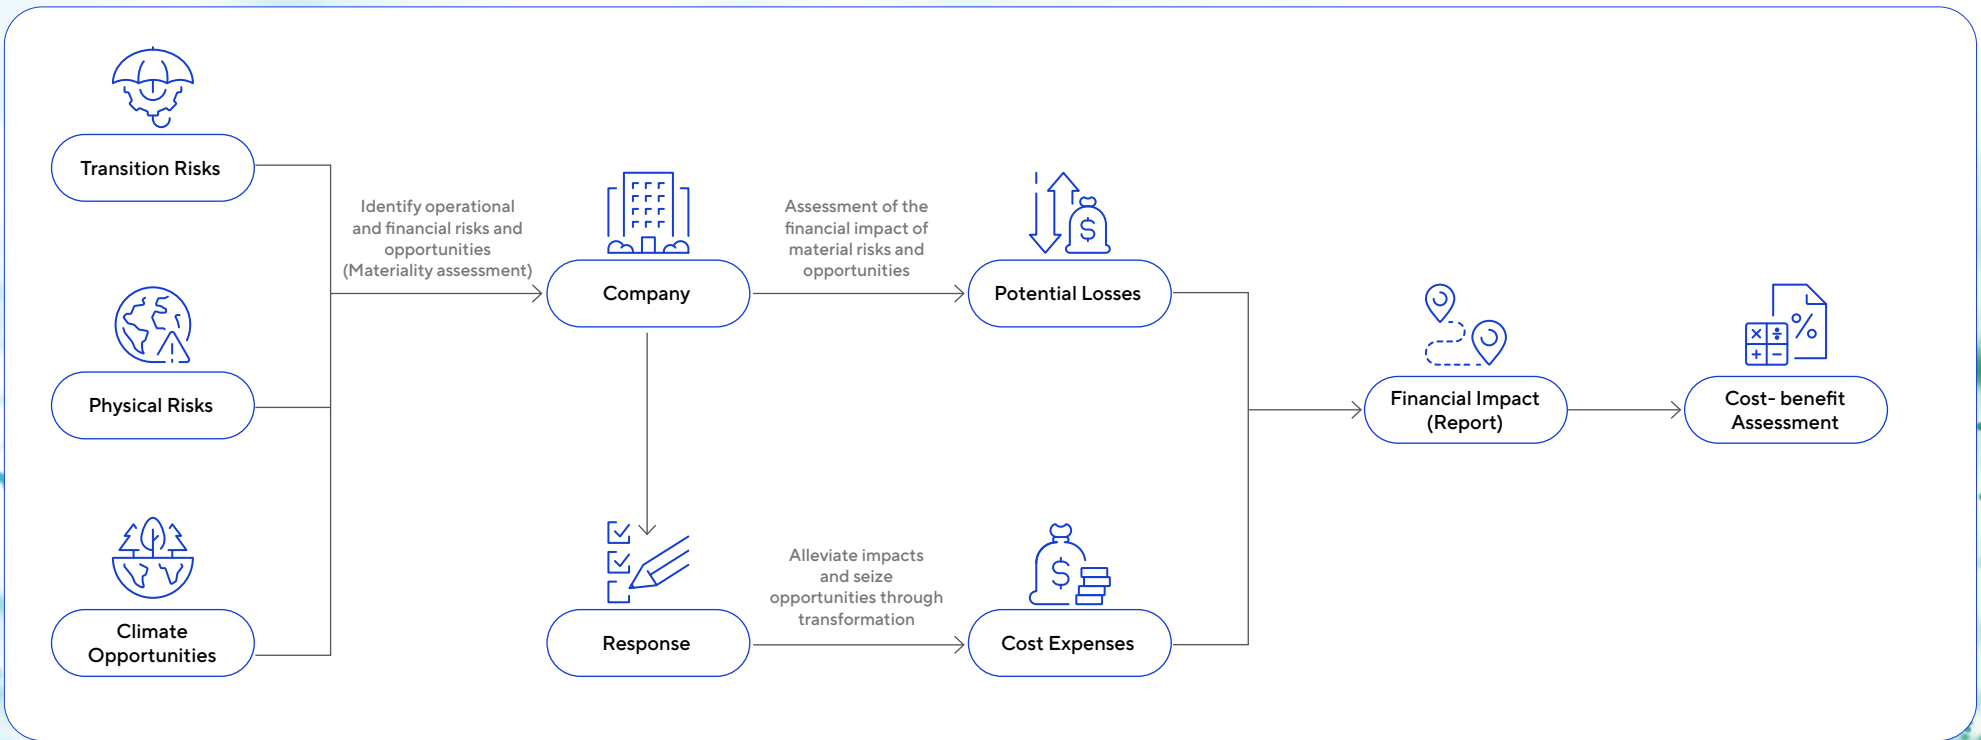 Transition Risks
Physical Risks
Climate
Opportunities
Identify operational
and financial risks and
opportunities
(Materiality assessment)
Company
Response
Assessment of the
financial impact of
material risks and
opportunities
Alleviate impacts
and seize
opportunities through
transformation
$
Potential Losses
$
Cost Expenses
Financial Impact
(Report)
× ÷
+ −
%
Cost- benefit
Assessment